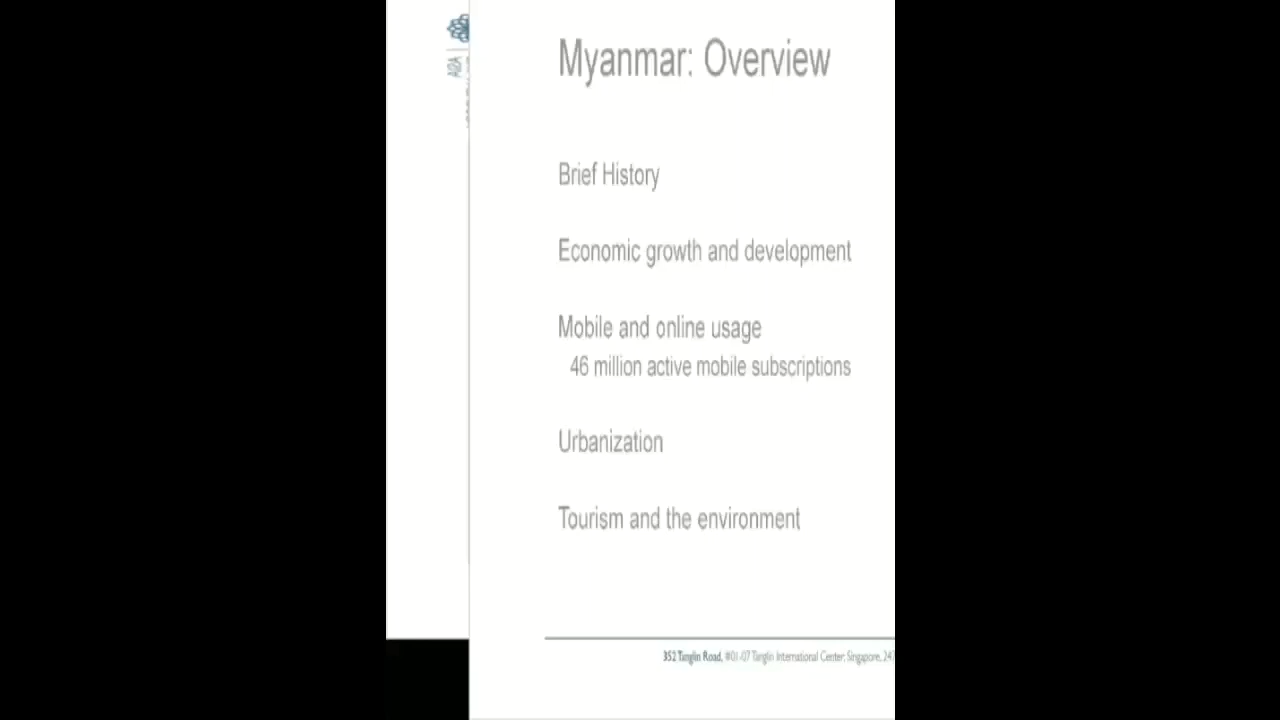 Myanmar: Overview
Brief History
Economic growth and development
Mobile and online usage
46 million active mobile subscriptions
Urbanization
Tourism and the environment
352 Tanglin Road, #01-07 Tanglin International Center, Singapore, 247